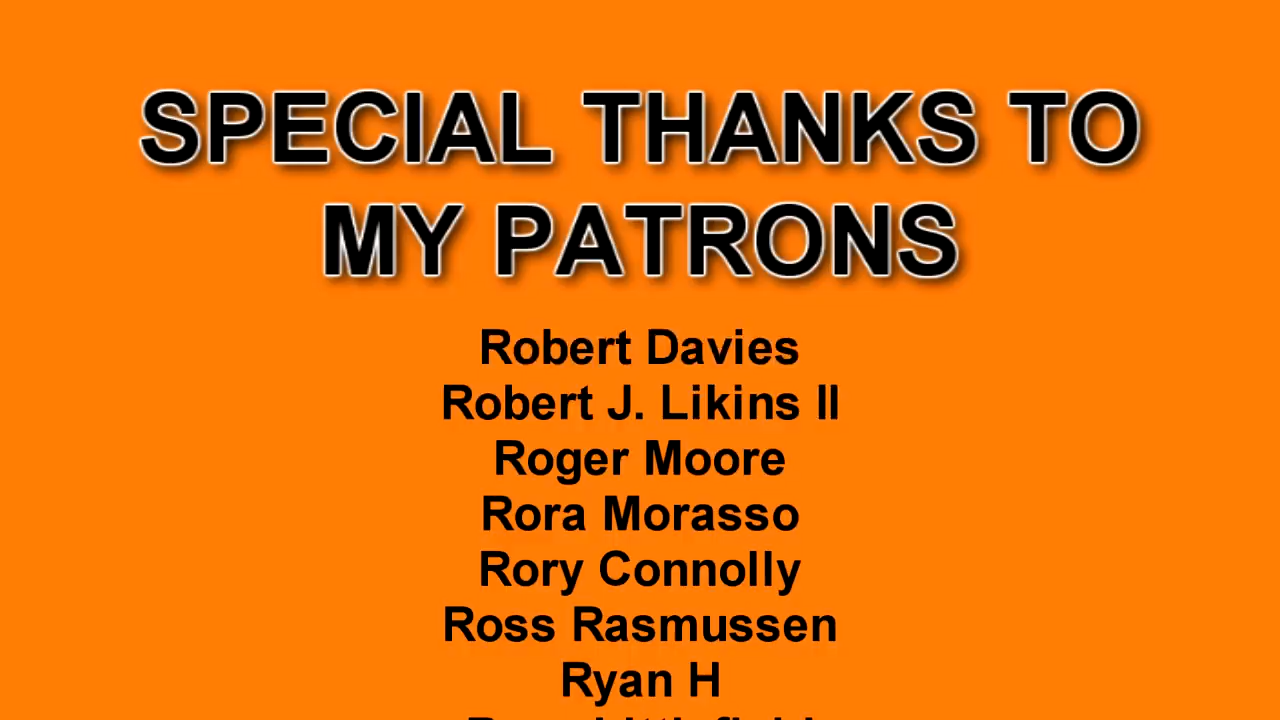 SPECIAL THANKS TO
MY PATRONS
Robert Davies
Robert J. Likins II
Roger Moore
Rora Morasso
Rory Connolly
Ross Rasmussen
Ryan H